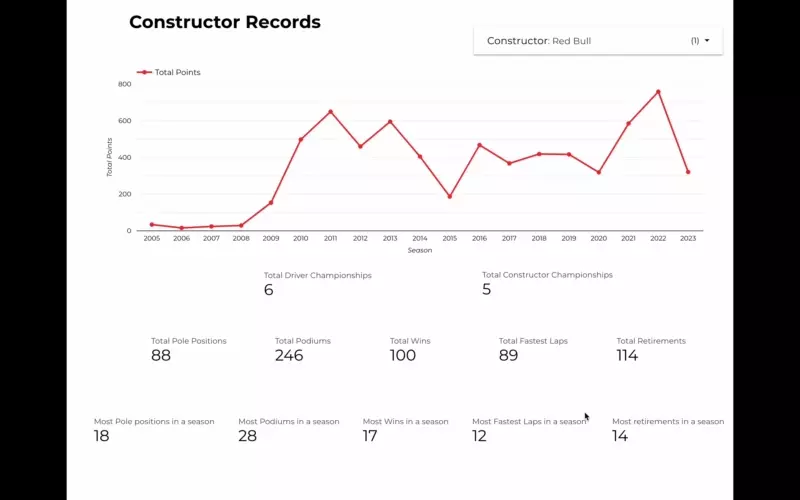 Constructor Records
Constructor: Red Bull (1)
Total Points
800
600
400
200
0
Total Points
2005 2006 2007 2008 2009 2010 2011 2012 2013 2014 2015 2016 2017 2018 2019 2020 2021 2022 2023
Season
Total Driver Championships Total Constructor Championships
6 5
Total Pole Positions Total Podiums Total Wins Total Fastest Laps Total Retirements
88 246 100 89 114
Most Pole positions in a season Most Podiums in a season Most Wins in a season Most Fastest Laps in a season Most retirements in a season
18 28 17 12 14